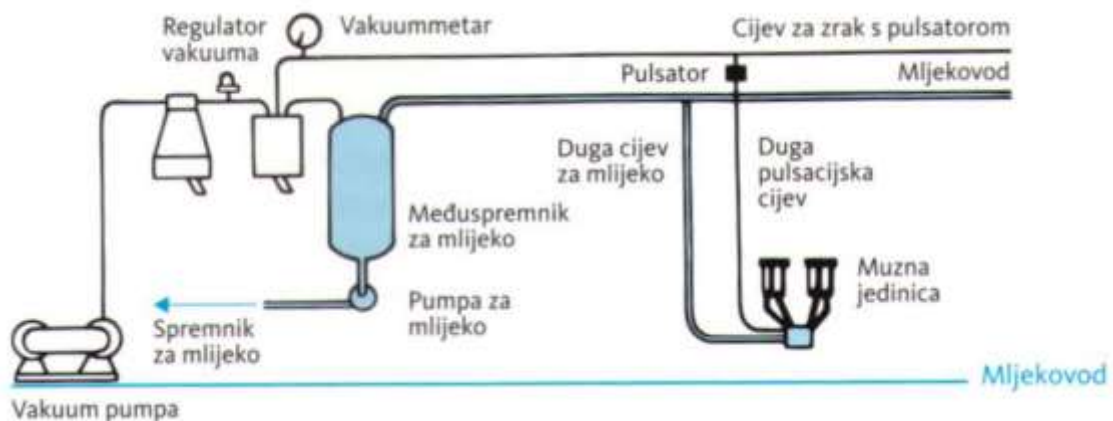 Regulator
vakuuma
Vakuummetar
Cijev za zrak s pulsatorom
Pulsator
Mljekovod
Duga cijev
za mlijeko
Duga
pulsacijska
cijev
Međuspremnik
za mlijeko
Muzna
jedinica
Pumpa za
mlijeko
Spremnik
za mlijeko
Mljekovod
Vakuum pumpa